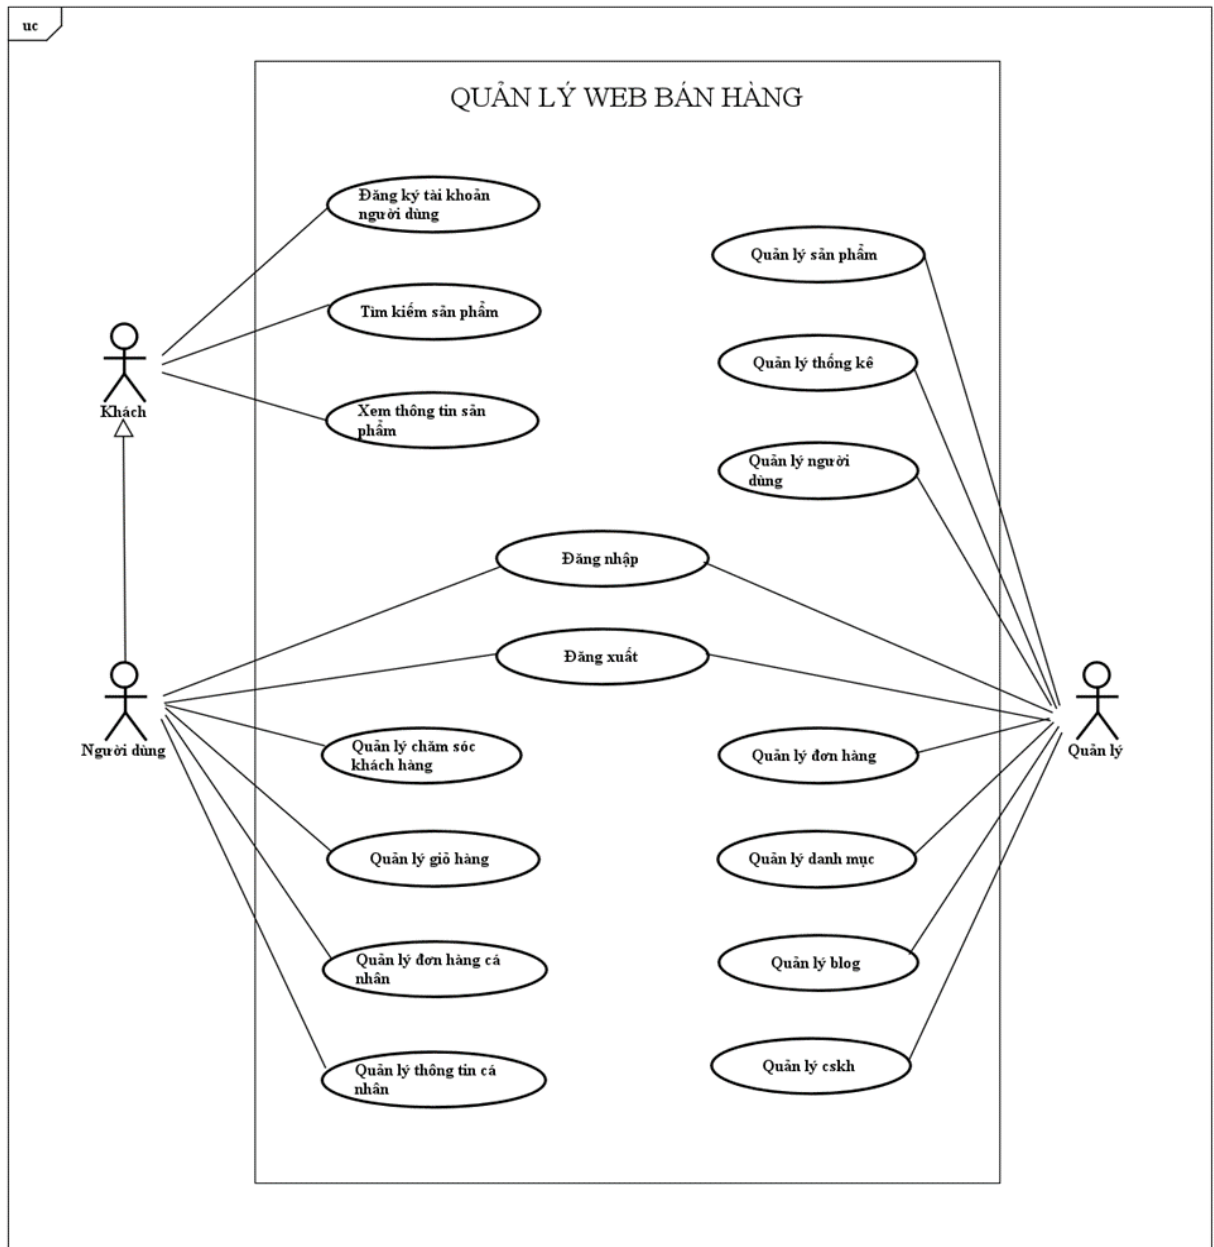 uc
QUẢN LÝ WEB BÁN HÀNG
Đăng ký tài khoản
người dùng
Quản lý sản phẩm
Tìm kiếm sản phẩm
Quản lý thống kê
Khách
Xem thông tin sản
phẩm
Quản lý người
dùng
Đăng nhập
Đăng xuất
Người dùng
Quản lý chăm sóc
khách hàng
Quản lý đơn hàng
Quản lý
Quản lý giỏ hàng
Quản lý danh mục
Quản lý đơn hàng cá
nhân
Quản lý blog
Quản lý thông tin cá
nhân
Quản lý cskh